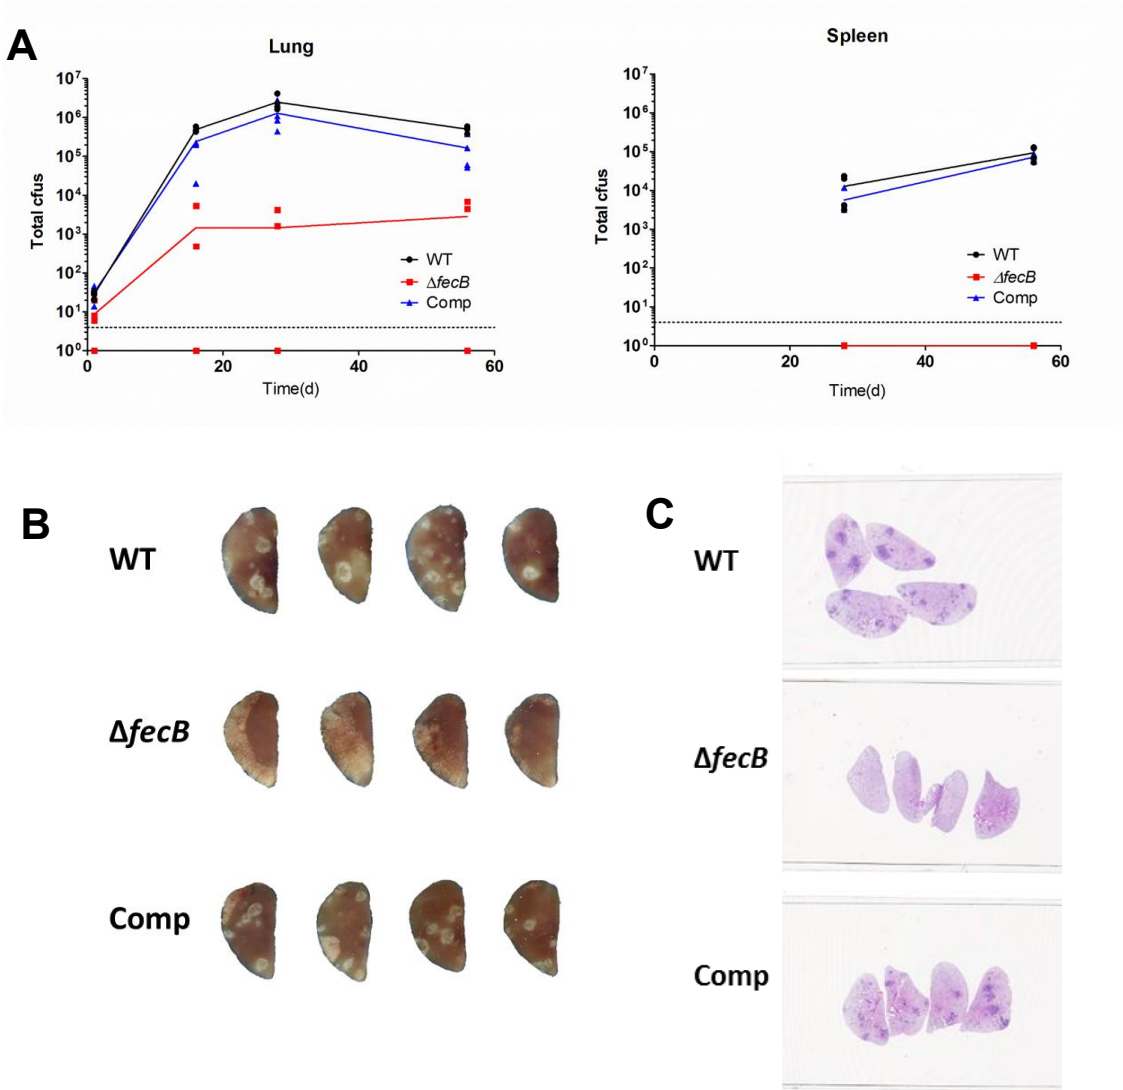 A
Lung
Total cfus
10⁷
10⁶
10⁵
10⁴
10³
10²
10¹
10⁰
0
20
40
60
Time(d)
WT
ΔfecB
Comp
Spleen
Total cfus
10⁷
10⁶
10⁵
10⁴
10³
10²
10¹
10⁰
0
20
40
60
Time(d)
WT
ΔfecB
Comp
B
WT
ΔfecB
Comp
C
WT
ΔfecB
Comp